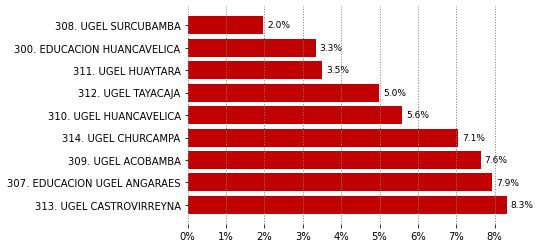 308. UGEL SURCUBAMBA 2.0%
300. EDUCACION HUANCAVELICA 3.3%
311. UGEL HUAYTARA 3.5%
312. UGEL TAYACAJA 5.0%
310. UGEL HUANCAVELICA 5.6%
314. UGEL CHURCAMPA 7.1%
309. UGEL ACOBAMBA 7.6%
307. EDUCACION UGEL ANGARAES 7.9%
313. UGEL CASTROVIRREYNA 8.3%
0% 1% 2% 3% 4% 5% 6% 7% 8%